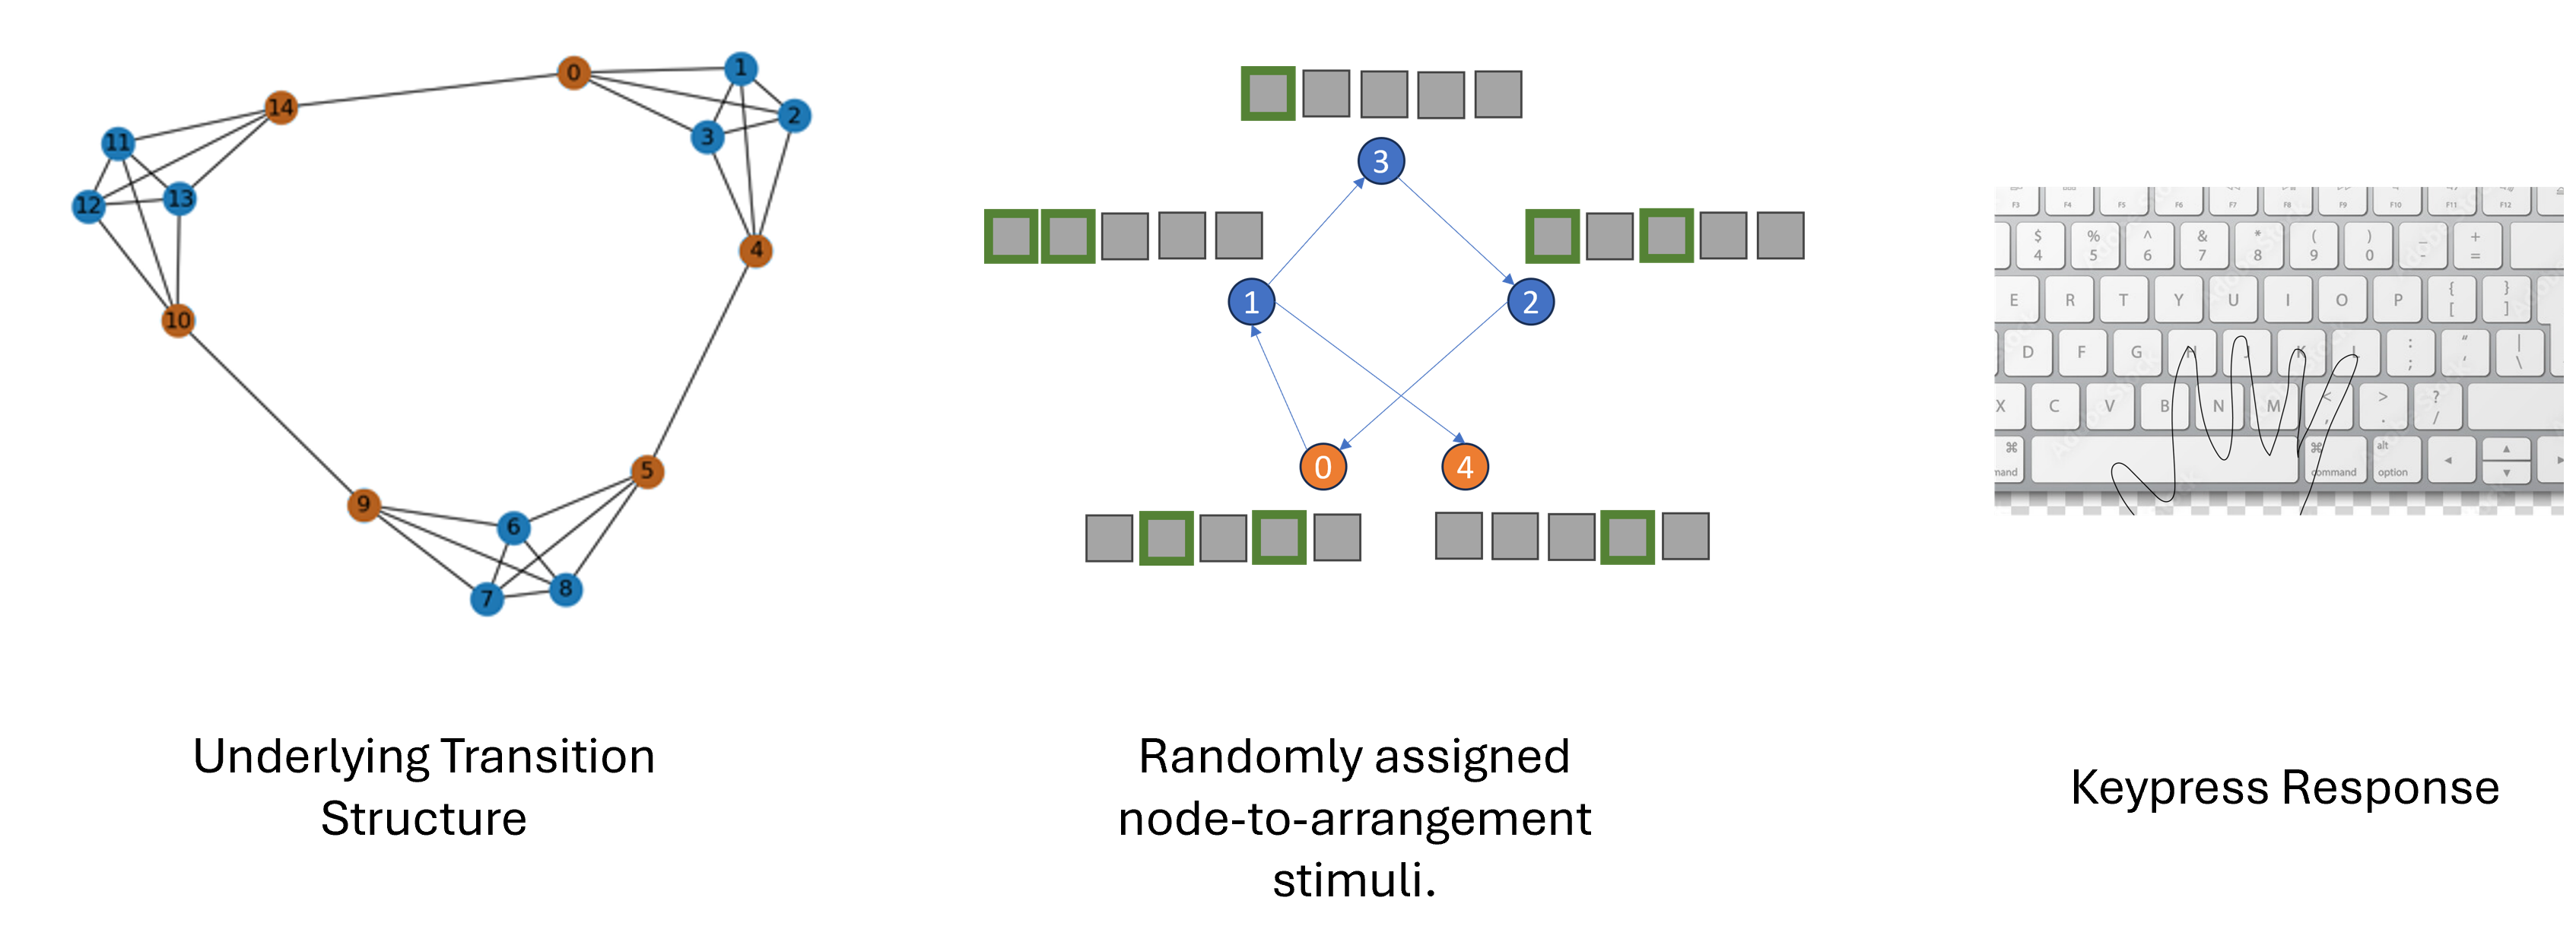 0
1
2
3
4
14
11
12
13
10
5
9
6
7
8
3
1
2
0
4
F3 F4 F5 F6 F7 F8 F9 F10 F11 F12
$ % ^ & * ( ) _ +
4 5 6 7 8 9 0 - =
E R T Y U I O P { }
[ ]
D F G H J K L : " |
; ' \
X C V B N M < > ?
, . /
⌘ ⌘ alt
mand command option
Underlying Transition
Structure
Randomly assigned
node-to-arrangement
stimuli.
Keypress Response